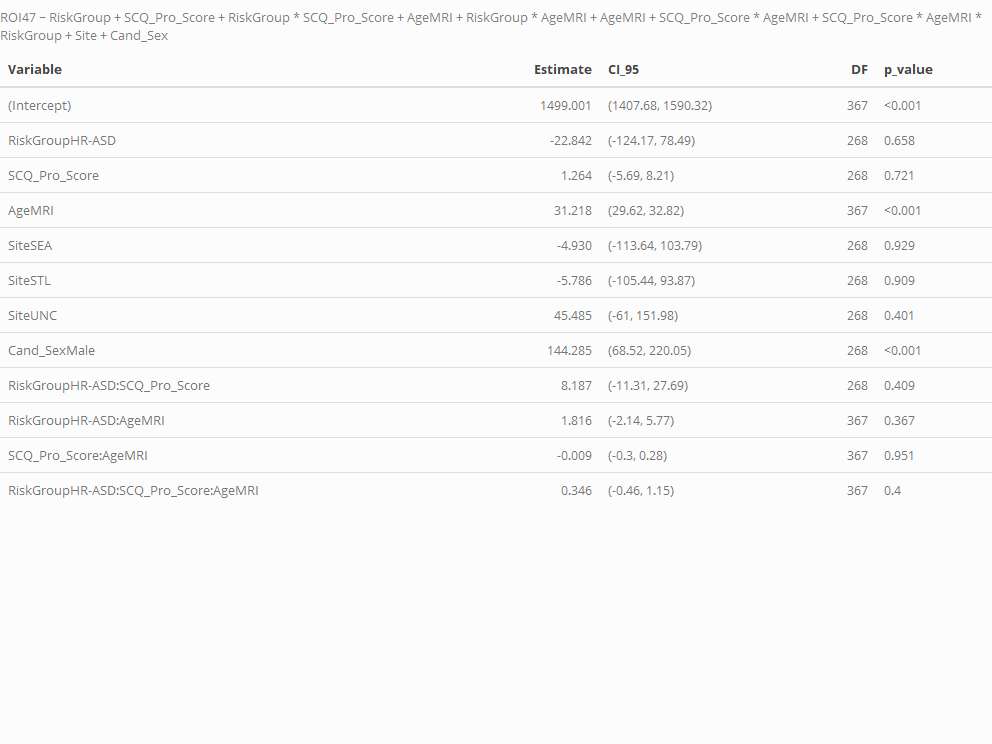 ROI47 ~ RiskGroup + SCQ_Pro_Score + RiskGroup * SCQ_Pro_Score + AgeMRI + RiskGroup * AgeMRI + AgeMRI + SCQ_Pro_Score * AgeMRI + SCQ_Pro_Score * AgeMRI *
RiskGroup + Site + Cand_Sex
Variable Estimate CI_95 DF p_value
(Intercept) 1499.001 (1407.68, 1590.32) 367 <0.001
RiskGroupHR-ASD -22.842 (-124.17, 78.49) 268 0.658
SCQ_Pro_Score 1.264 (-5.69, 8.21) 268 0.721
AgeMRI 31.218 (29.62, 32.82) 367 <0.001
SiteSEA -4.930 (-113.64, 103.79) 268 0.929
SiteSTL -5.786 (-105.44, 93.87) 268 0.909
SiteUNC 45.485 (-61, 151.98) 268 0.401
Cand_SexMale 144.285 (68.52, 220.05) 268 <0.001
RiskGroupHR-ASD:SCQ_Pro_Score 8.187 (-11.31, 27.69) 268 0.409
RiskGroupHR-ASD:AgeMRI 1.816 (-2.14, 5.77) 367 0.367
SCQ_Pro_Score:AgeMRI -0.009 (-0.3, 0.28) 367 0.951
RiskGroupHR-ASD:SCQ_Pro_Score:AgeMRI 0.346 (-0.46, 1.15) 367 0.4